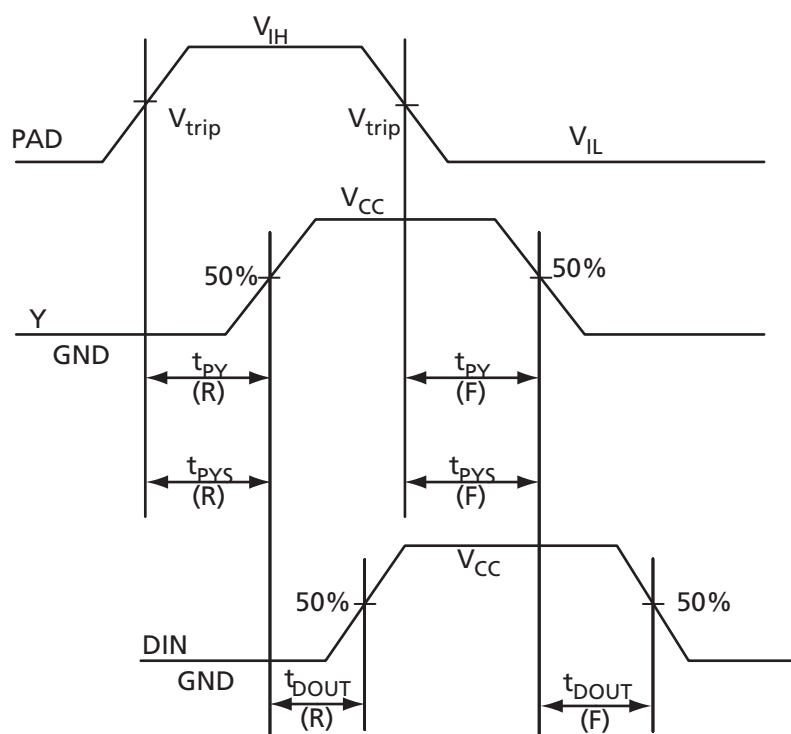 V_IH
V_trip V_trip
PAD V_IL
V_CC
50% 50%
Y
GND
t_PY t_PY
(R) (F)
t_PYS t_PYS
(R) (F)
V_CC
50% 50%
DIN
GND
t_DOUT t_DOUT
(R) (F)